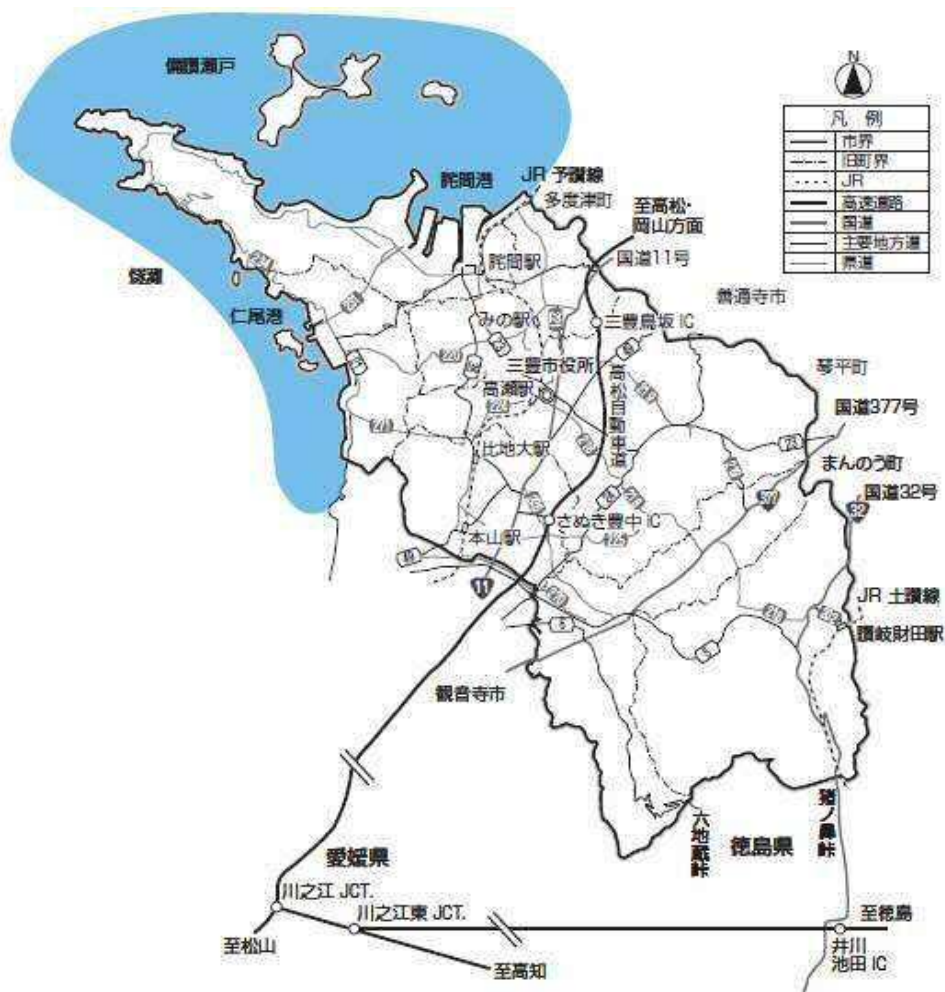 備讃瀬戸
N
凡 例
市界
旧町界
JR
高速道路
国道
主要地方道
県道
詫間港
JR 予讃線
多度津町
至高松・
岡山方面
国道11号
詫間駅
燧灘
仁尾港
善通寺市
みの駅
三豊鳥坂 IC
三豊市役所
高瀬駅
高松自動車道
琴平町
国道377号
比地大駅
まんのう町
国道32号
32
さぬき豊中 IC
本山駅
11
JR 土讃線
讃岐財田駅
5
6
観音寺市
六地蔵峠
猪ノ鼻峠
愛媛県
徳島県
川之江 JCT.
川之江東 JCT.
至徳島
至松山
至高知
井川
池田 IC